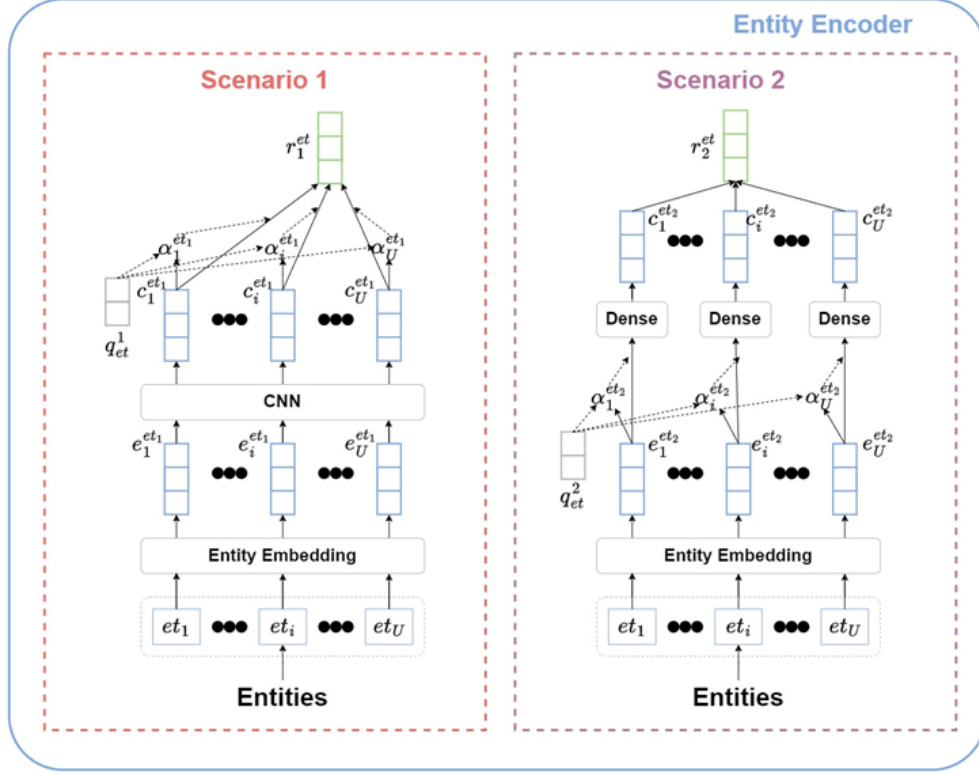 Entity Encoder
Scenario 1
r_1^{et}
α_1^{et_1} α_i^{et_1} α_U^{et_1}
c_1^{et_1} c_i^{et_1} c_U^{et_1}
q_{et}^1
CNN
e_1^{et_1} e_i^{et_1} e_U^{et_1}
Entity Embedding
et_1 et_i et_U
Entities
Scenario 2
r_2^{et}
c_1^{et_2} c_i^{et_2} c_U^{et_2}
Dense Dense Dense
α_1^{et_2} α_i^{et_2} α_U^{et_2}
e_1^{et_2} e_i^{et_2} e_U^{et_2}
q_{et}^2
Entity Embedding
et_1 et_i et_U
Entities